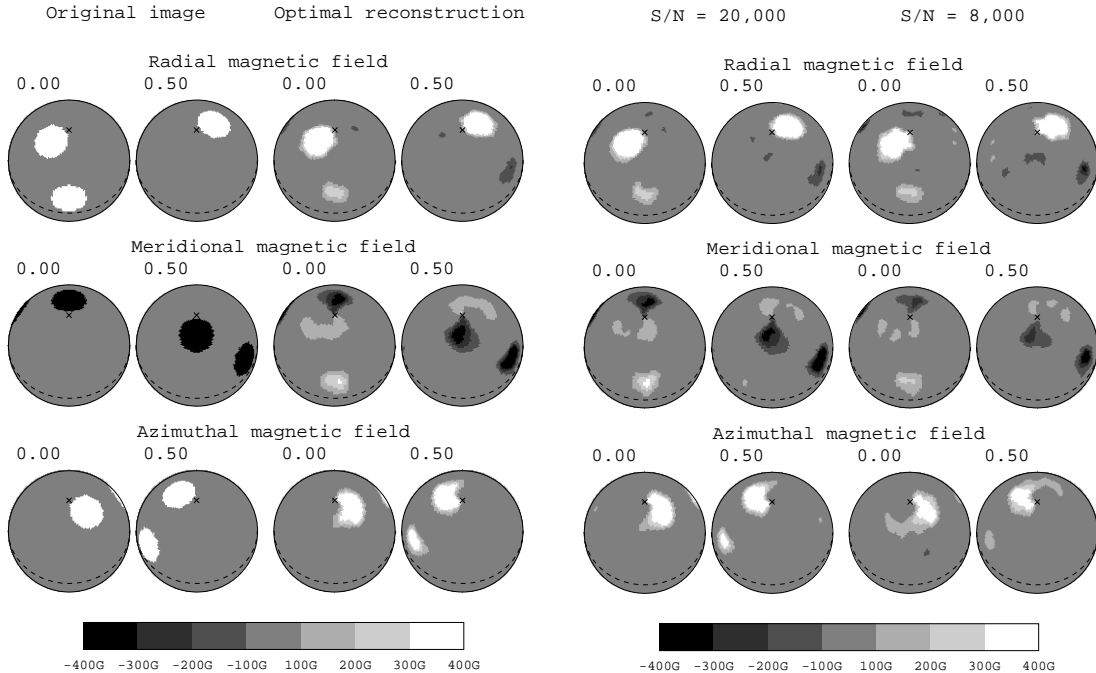 Original image
Optimal reconstruction
S/N = 20,000
S/N = 8,000
Radial magnetic field
0.00 0.50 0.00 0.50
Radial magnetic field
0.00 0.50 0.00 0.50
Meridional magnetic field
0.00 0.50 0.00 0.50
Meridional magnetic field
0.00 0.50 0.00 0.50
Azimuthal magnetic field
0.00 0.50 0.00 0.50
Azimuthal magnetic field
0.00 0.50 0.00 0.50
-400G -300G -200G -100G 100G 200G 300G 400G
-400G -300G -200G -100G 100G 200G 300G 400G